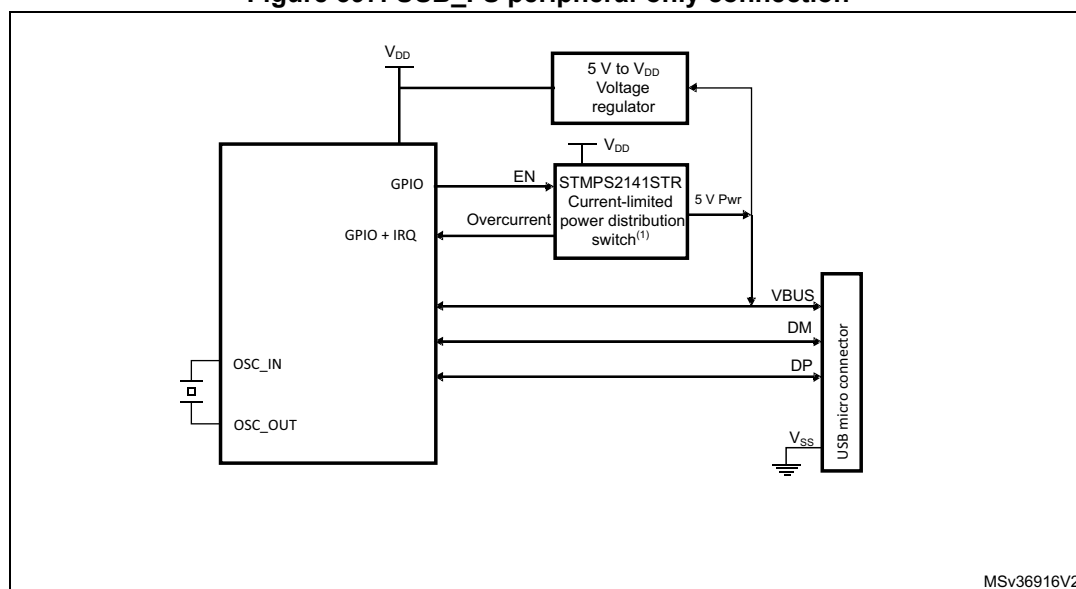 V_DD
5 V to V_DD
Voltage
regulator
V_DD
GPIO
EN
STMPS2141STR
Current-limited
power distribution
switch(1)
5 V Pwr
Overcurrent
GPIO + IRQ
VBUS
DM
DP
OSC_IN
OSC_OUT
V_SS
USB micro connector
MSv36916V2